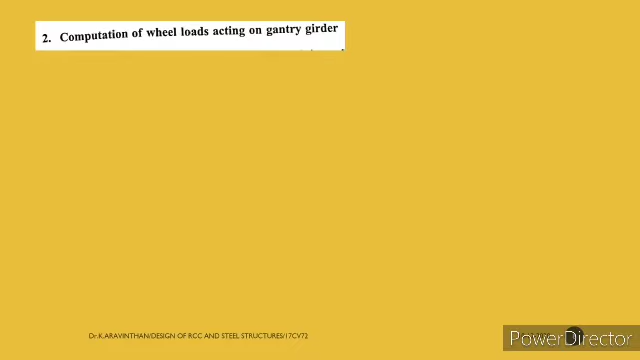 2. Computation of wheel loads acting on gantry girder
Dr.K.ARAVINTHAN/DESIGN OF RCC AND STEEL STRUCTURES/17CV72
PowerDirector